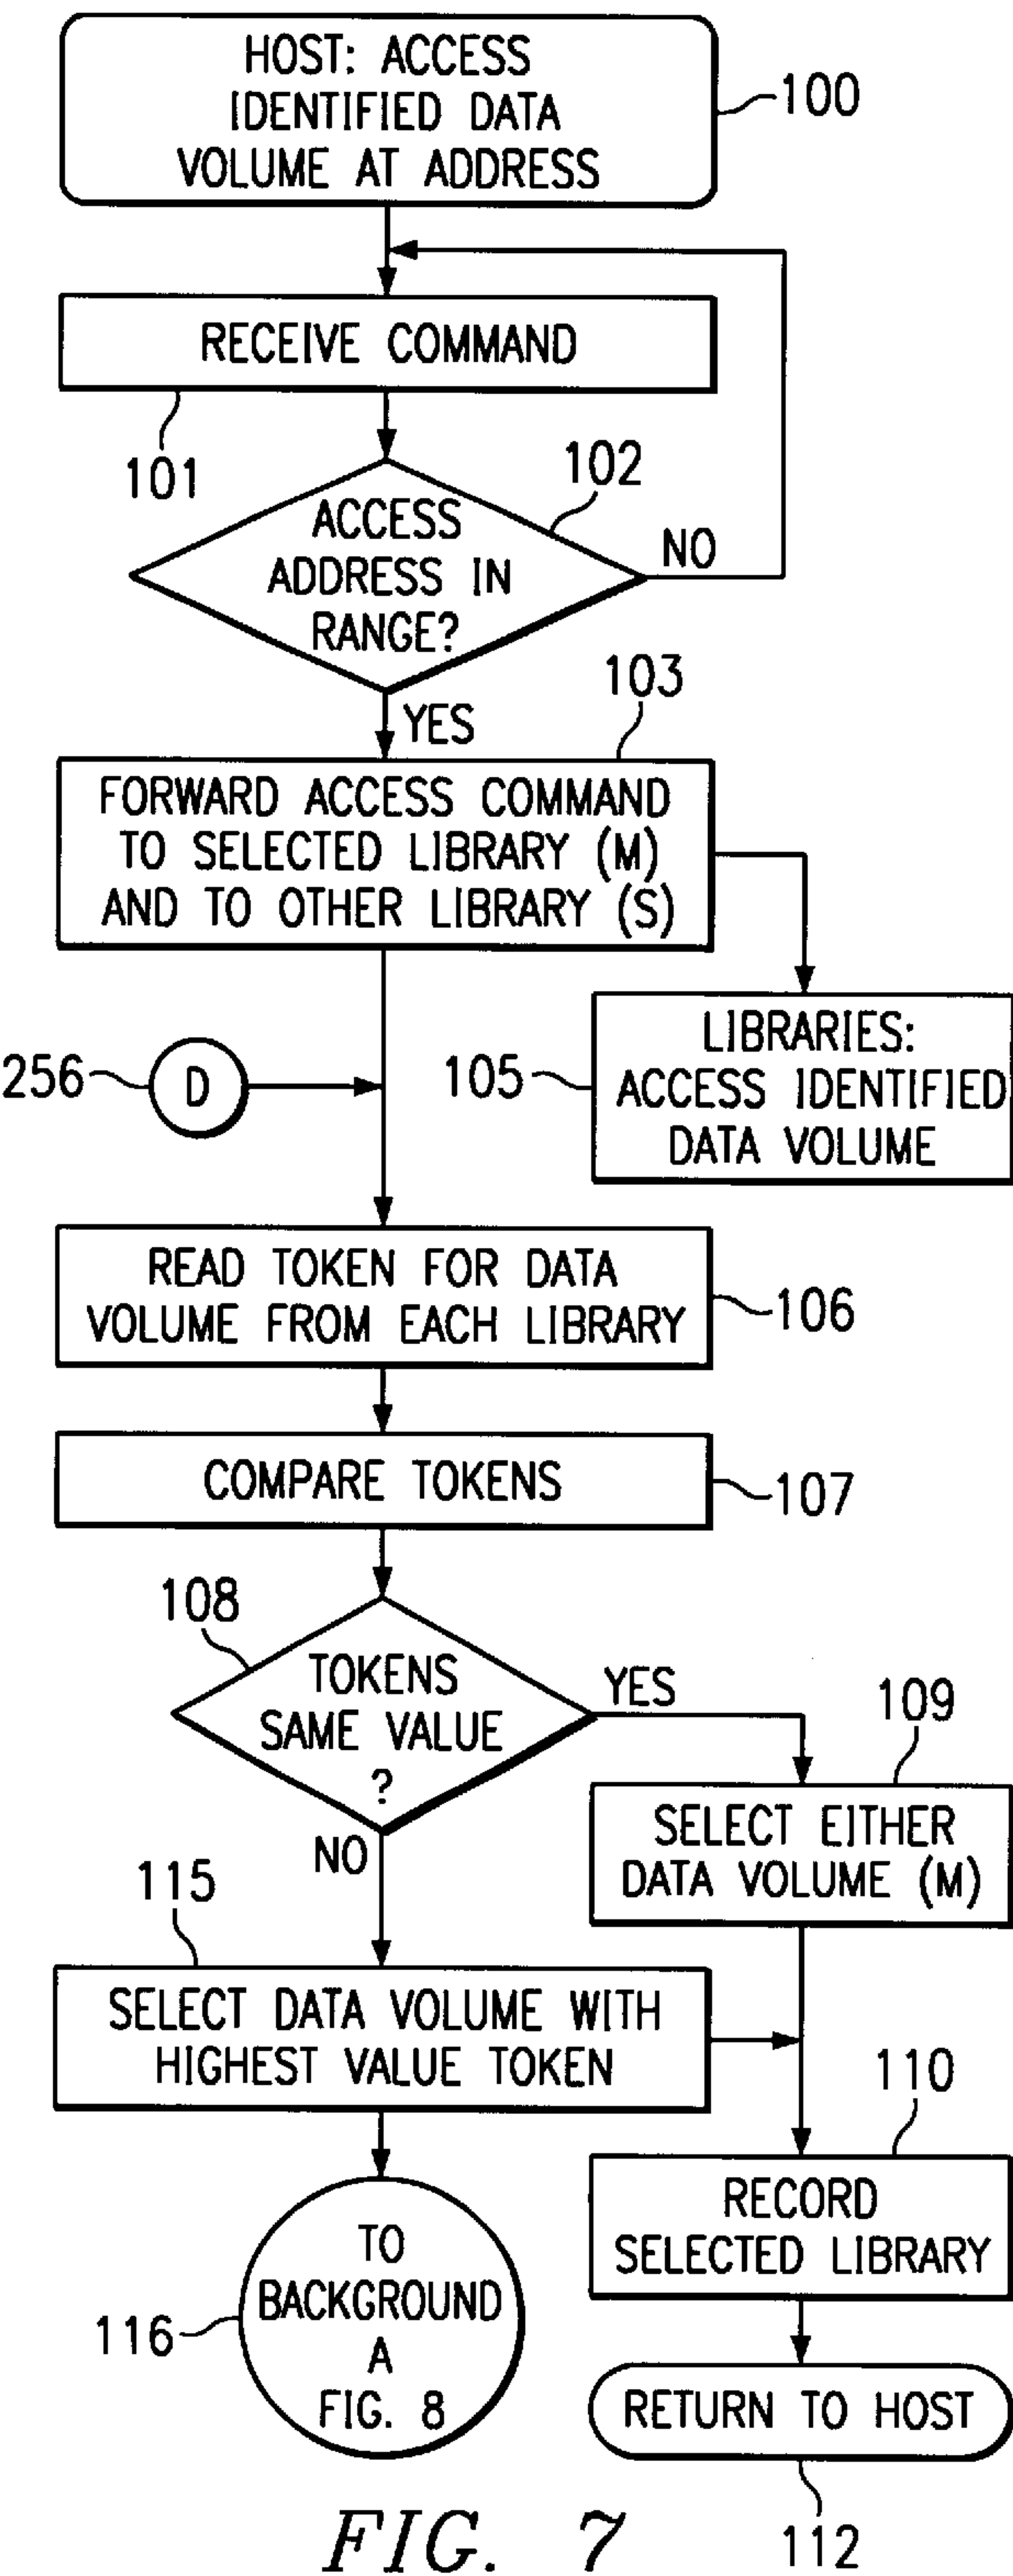 HOST: ACCESS
IDENTIFIED DATA
VOLUME AT ADDRESS
100
RECEIVE COMMAND
101
102
ACCESS
ADDRESS IN
RANGE?
NO
YES
103
FORWARD ACCESS COMMAND
TO SELECTED LIBRARY (M)
AND TO OTHER LIBRARY (S)
256
D
105
LIBRARIES:
ACCESS IDENTIFIED
DATA VOLUME
READ TOKEN FOR DATA
VOLUME FROM EACH LIBRARY
106
COMPARE TOKENS
107
108
TOKENS
SAME VALUE
?
YES
NO
109
SELECT EITHER
DATA VOLUME (M)
115
SELECT DATA VOLUME WITH
HIGHEST VALUE TOKEN
110
RECORD
SELECTED LIBRARY
116
TO
BACKGROUND
A
FIG. 8
RETURN TO HOST
112
FIG. 7